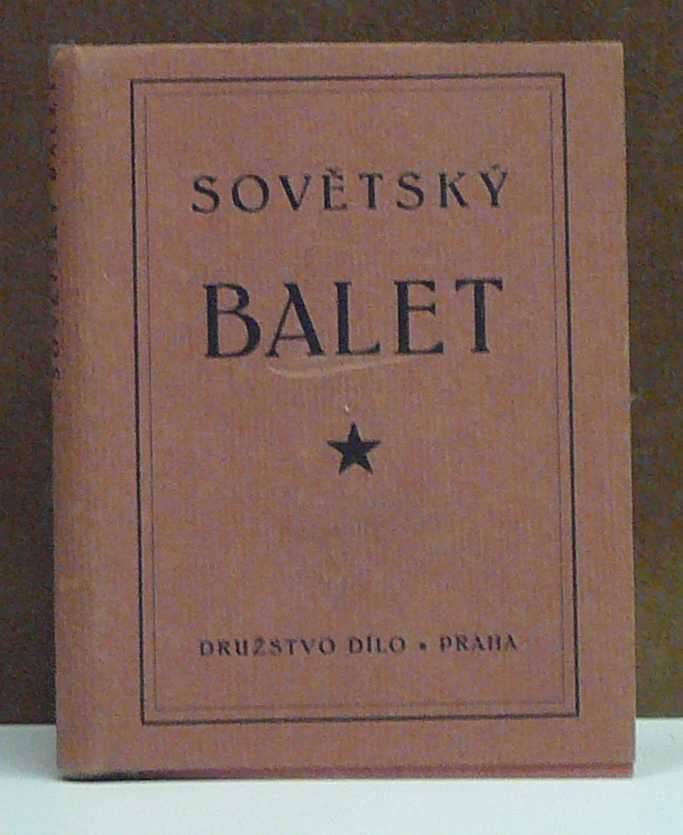 SOVĚTSKÝ
BALET
DRUŽSTVO DÍLO • PRAHA